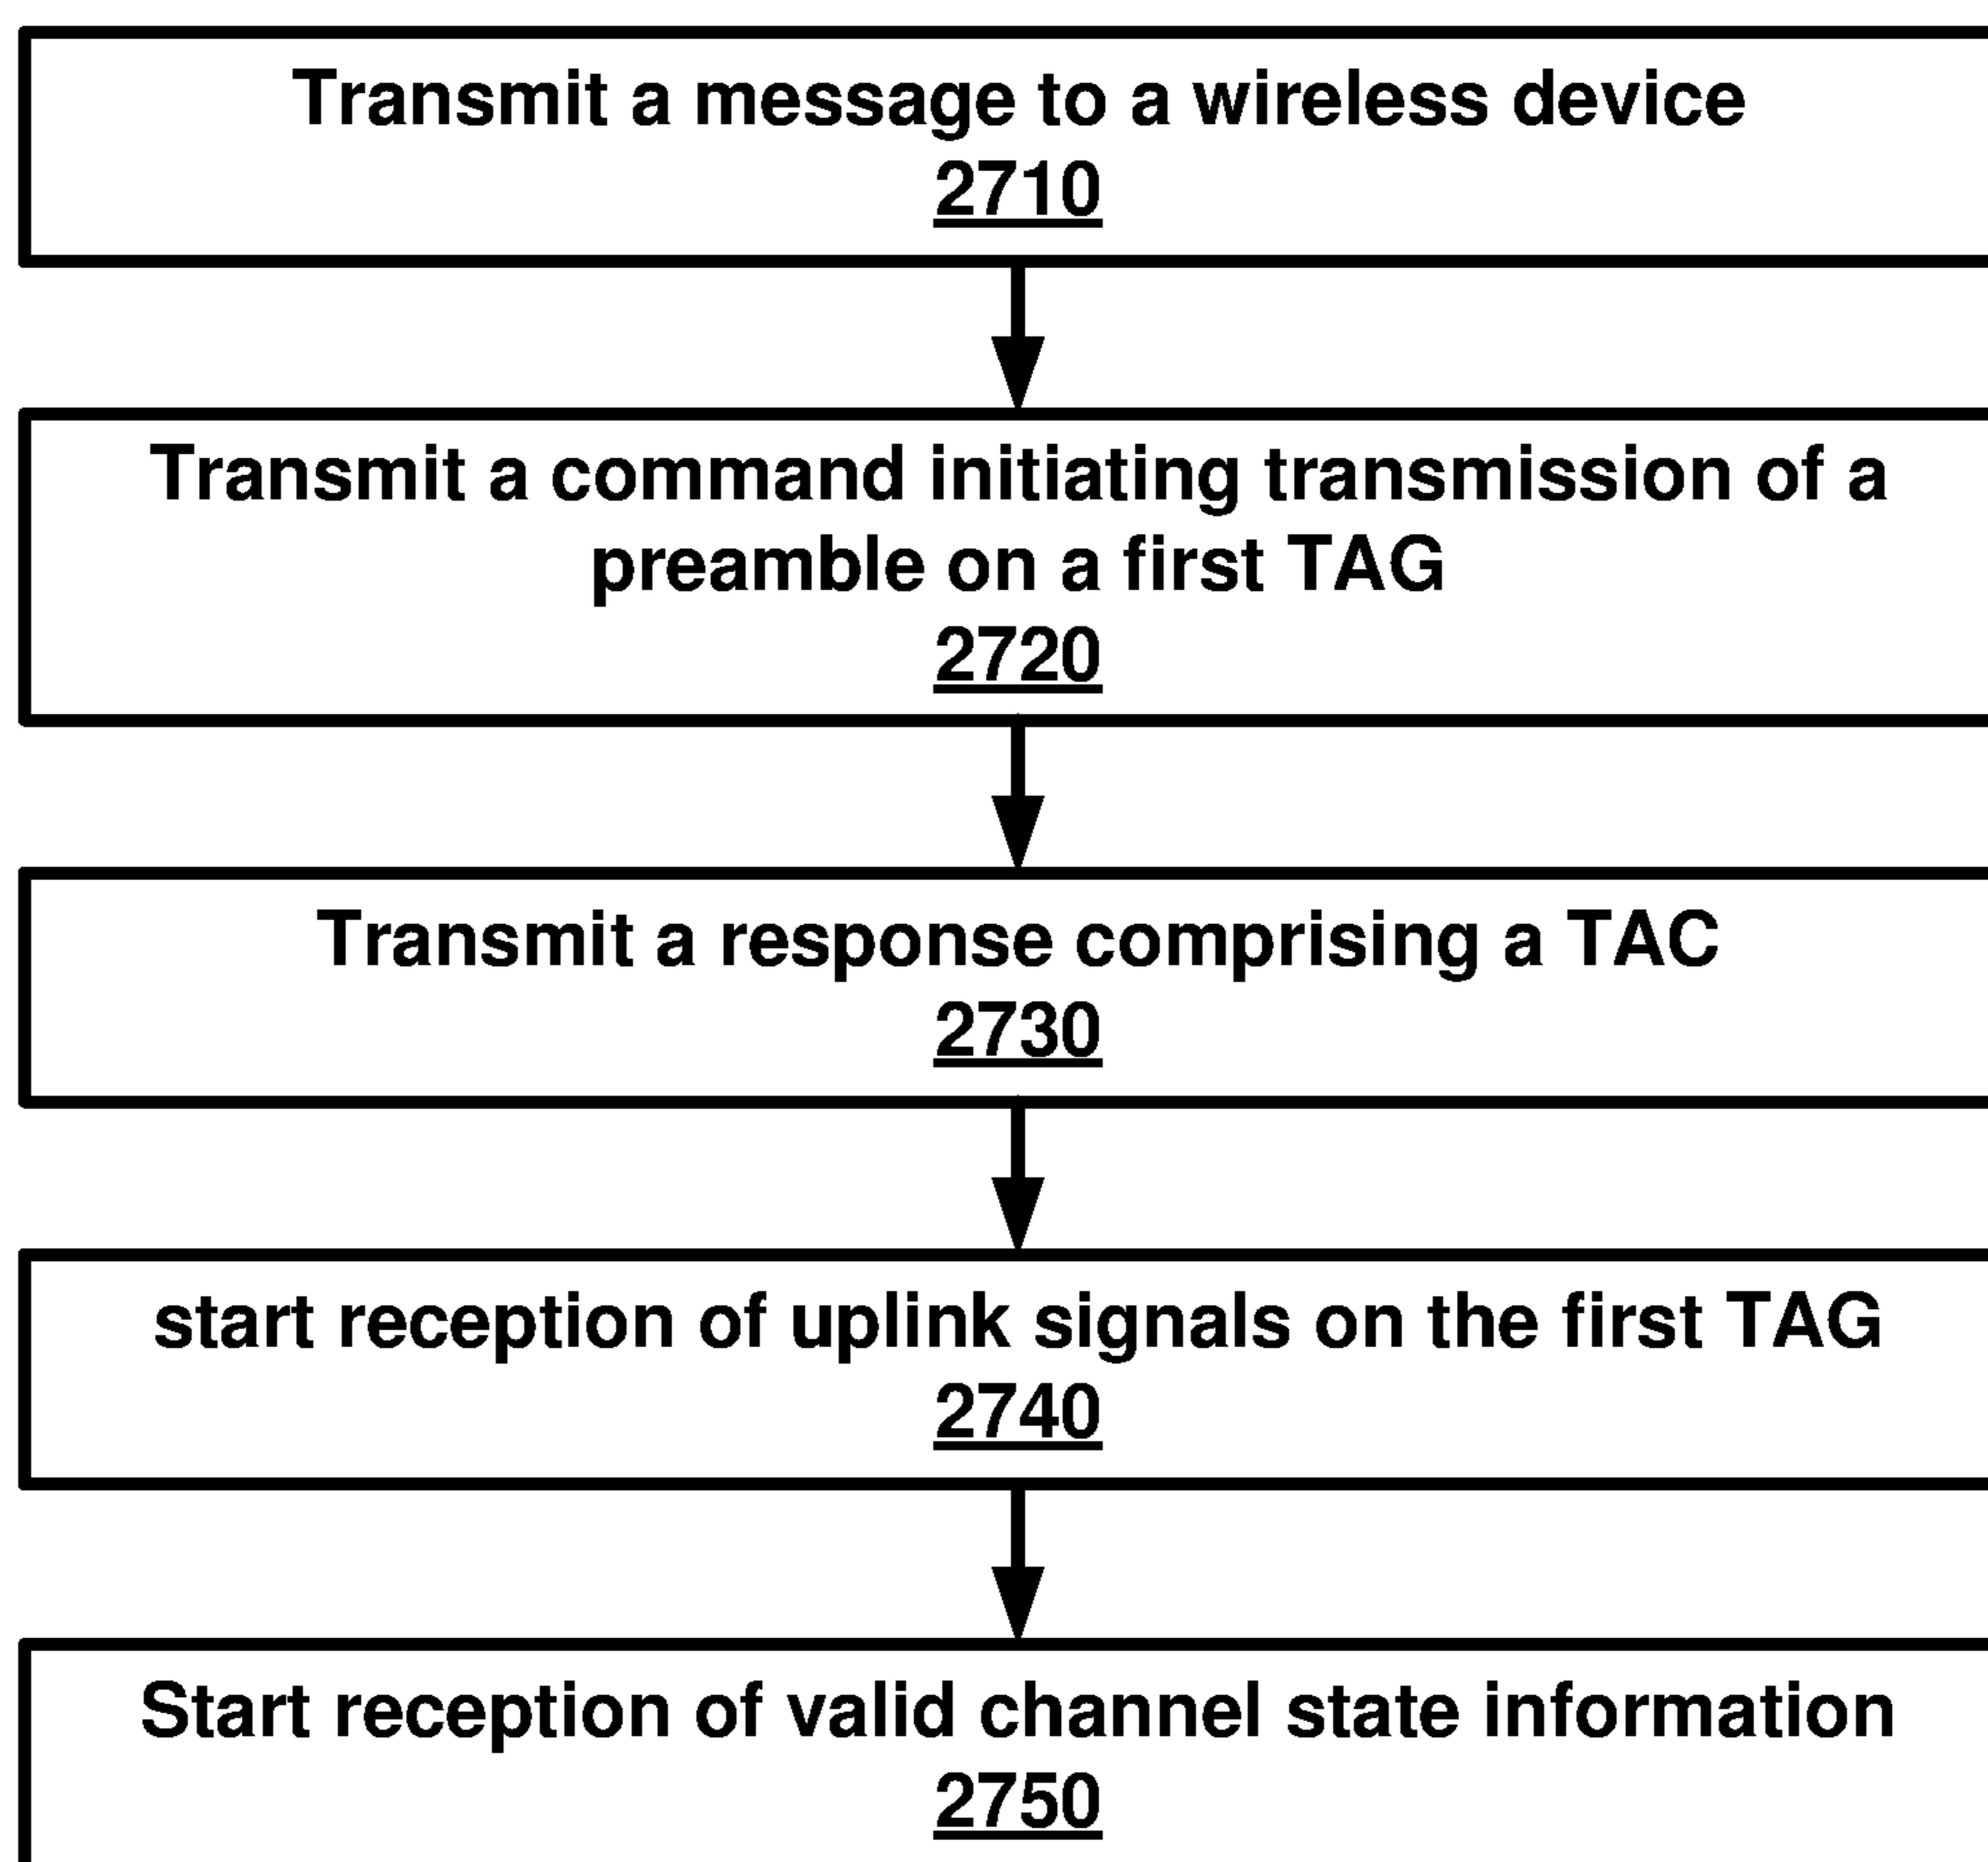 Transmit a message to a wireless device
2710
Transmit a command initiating transmission of a
preamble on a first TAG
2720
Transmit a response comprising a TAC
2730
start reception of uplink signals on the first TAG
2740
Start reception of valid channel state information
2750